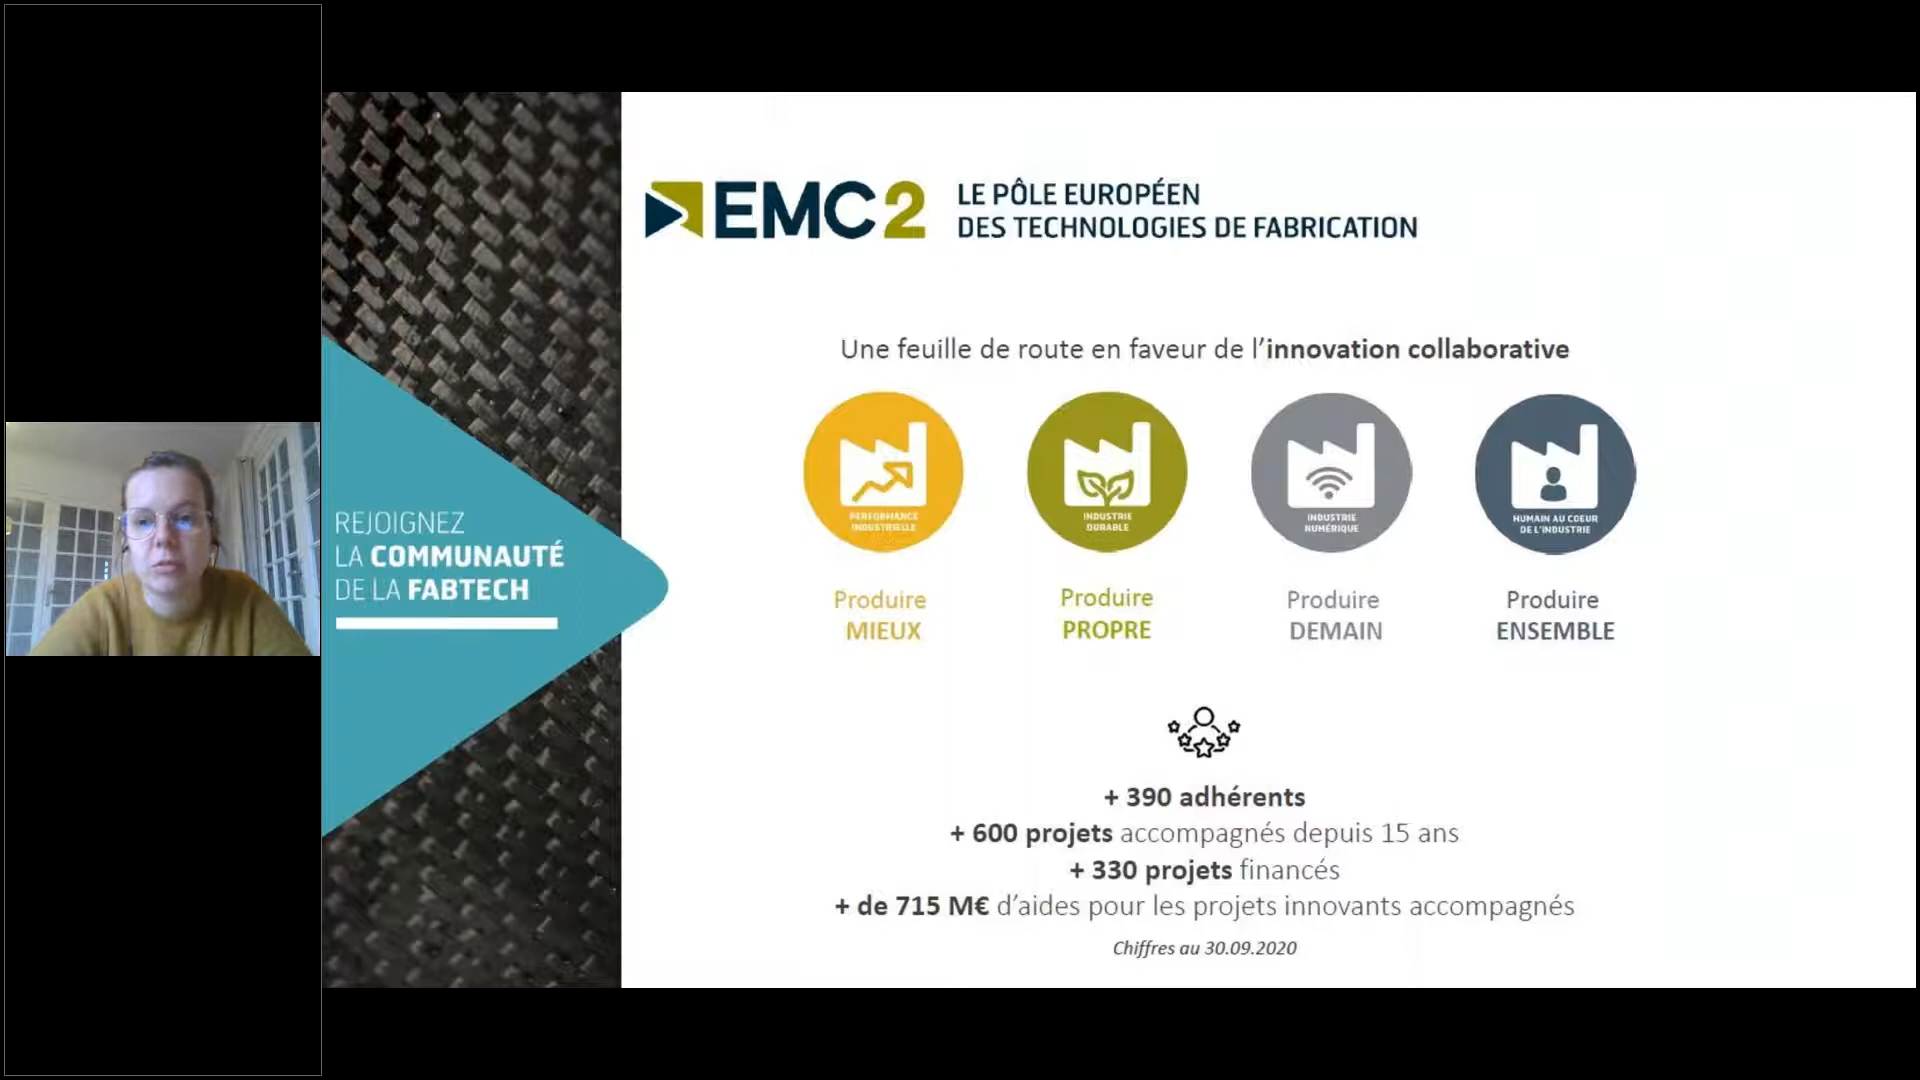 EMC2
LE PÔLE EUROPÉEN
DES TECHNOLOGIES DE FABRICATION
Une feuille de route en faveur de l’innovation collaborative
PERFORMANCE
INDUSTRIELLE
INDUSTRIE
DURABLE
INDUSTRIE
NUMÉRIQUE
HUMAIN AU COEUR
DE L'INDUSTRIE
Produire
MIEUX
Produire
PROPRE
Produire
DEMAIN
Produire
ENSEMBLE
REJOIGNEZ
LA COMMUNAUTÉ
DE LA FABTECH
+ 390 adhérents
+ 600 projets accompagnés depuis 15 ans
+ 330 projets financés
+ de 715 M€ d’aides pour les projets innovants accompagnés
Chiffres au 30.09.2020